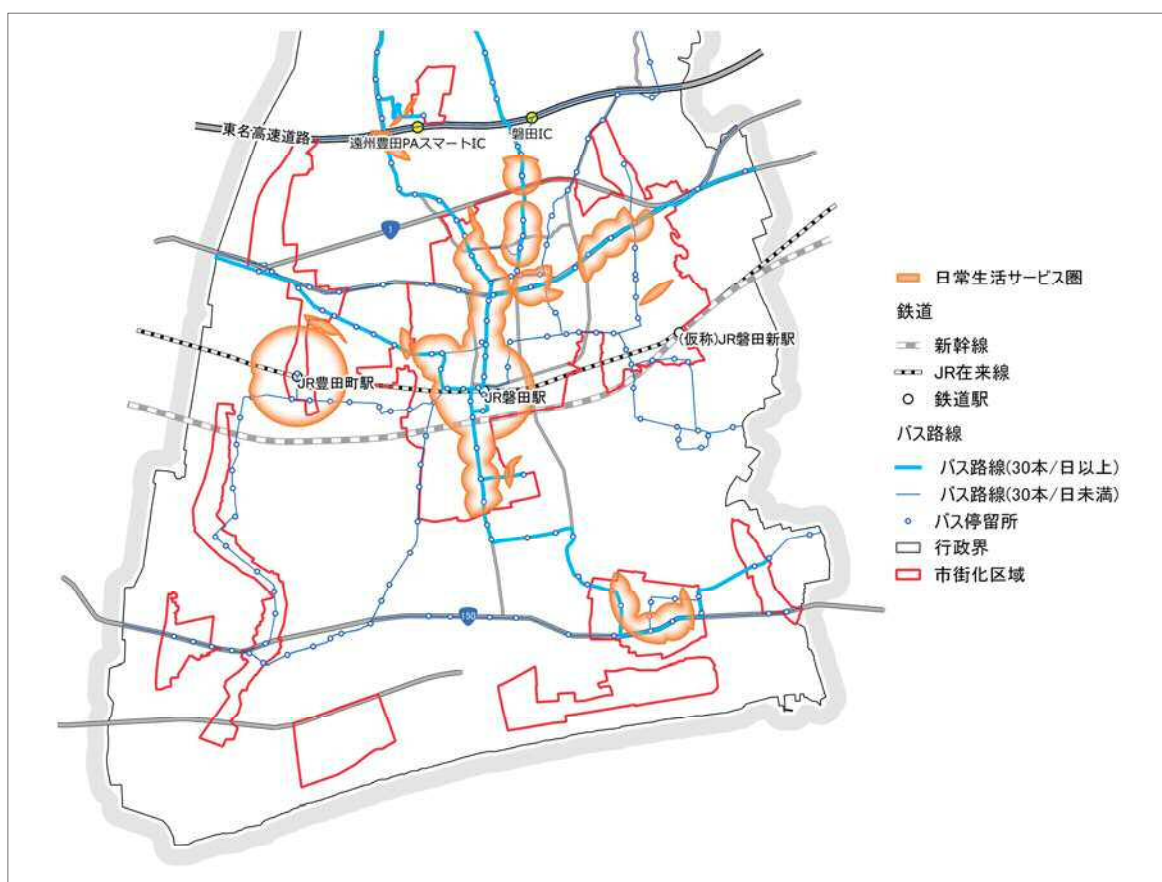 東名高速道路
遠州豊田PAスマートIC
磐田IC
1
(仮称)JR磐田新駅
JR豊田町駅
JR磐田駅
150
日常生活サービス圏
鉄道
新幹線
JR在来線
鉄道駅
バス路線
バス路線(30本/日以上)
バス路線(30本/日未満)
バス停留所
行政界
市街化区域